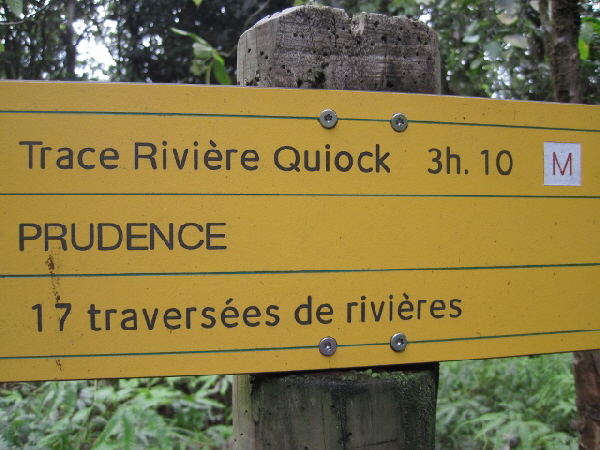 Trace Rivière Quiock 3h. 10 M
PRUDENCE
17 traversées de rivières